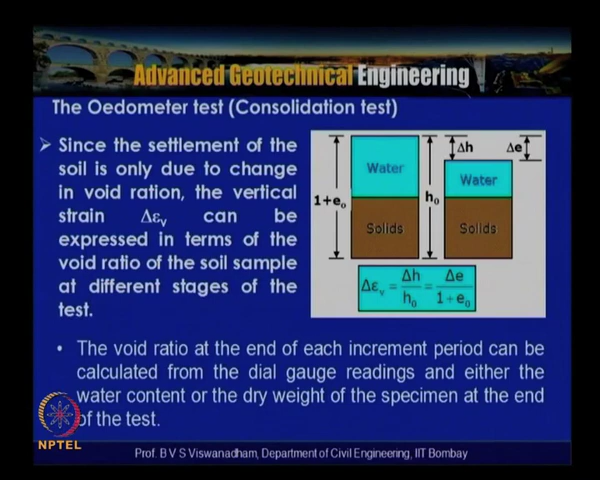 Advanced Geotechnical Engineering
The Oedometer test (Consolidation test)
➤ Since the settlement of the
soil is only due to change
in void ration, the vertical
strain Δεv can be
expressed in terms of the
void ratio of the soil sample
at different stages of the
test.
1+eo
Water
Solids
ho
Δh
Δe
Water
Solids
Δεv = Δh/h0 = Δe/1+e0
• The void ratio at the end of each increment period can be
calculated from the dial gauge readings and either the
water content or the dry weight of the specimen at the end
of the test.
NPTEL
Prof. B V S Viswanadham, Department of Civil Engineering, IIT Bombay